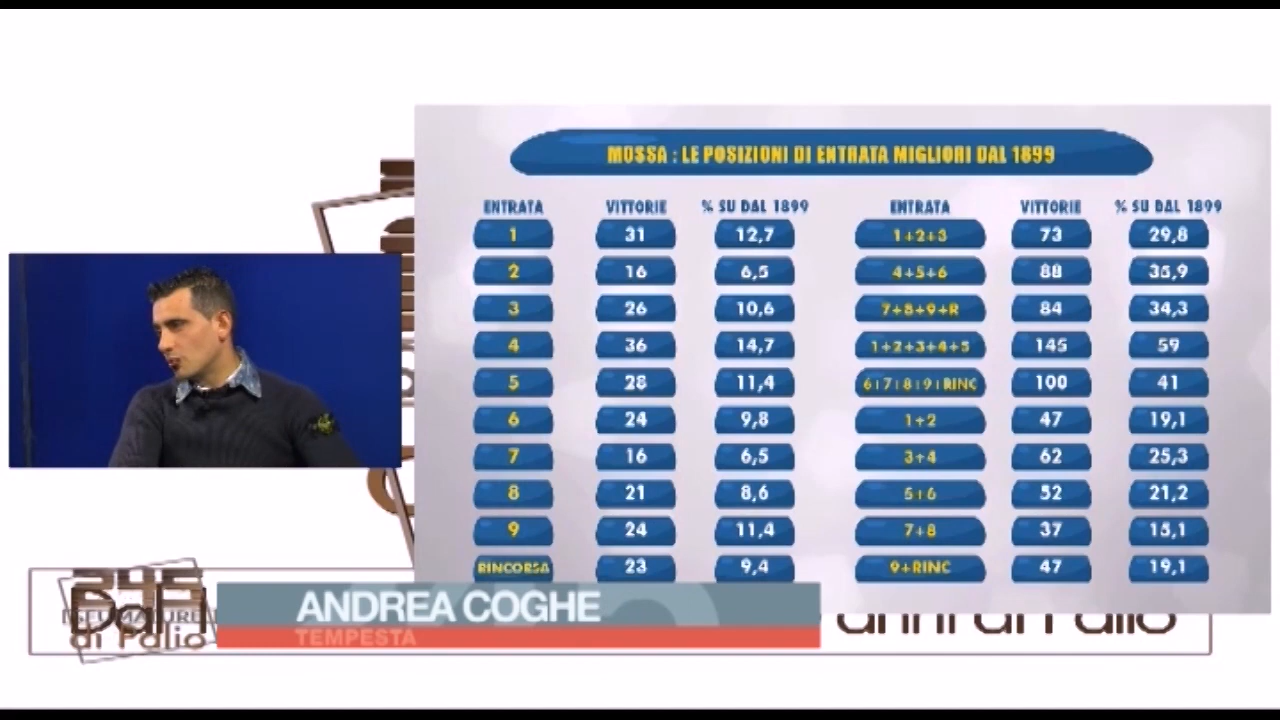 MOSSA : LE POSIZIONI DI ENTRATA MIGLIORI DAL 1899
ENTRATA VITTORIE % SU DAL 1899 ENTRATA VITTORIE % SU DAL 1899
1 31 12,7 1+2+3 73 29,8
2 16 6,5 4+5+6 88 35,9
3 26 10,6 7+8+9+R 84 34,3
4 36 14,7 1+2+3+4+5 145 59
5 28 11,4 6+7+8+9+RINC 100 41
6 24 9,8 1+2 47 19,1
7 16 6,5 3+4 62 25,3
8 21 8,6 5+6 52 21,2
9 24 11,4 7+8 37 15,1
RINCORSA 23 9,4 9+RINC 47 19,1
ANDREA COGHE
TEMPESTA
di Palio
anni di Palio